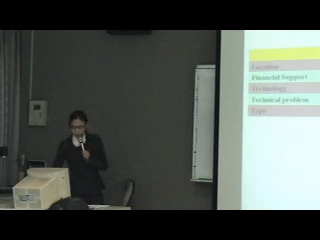 Location
Financial Support
Technology
Technical problem
Type